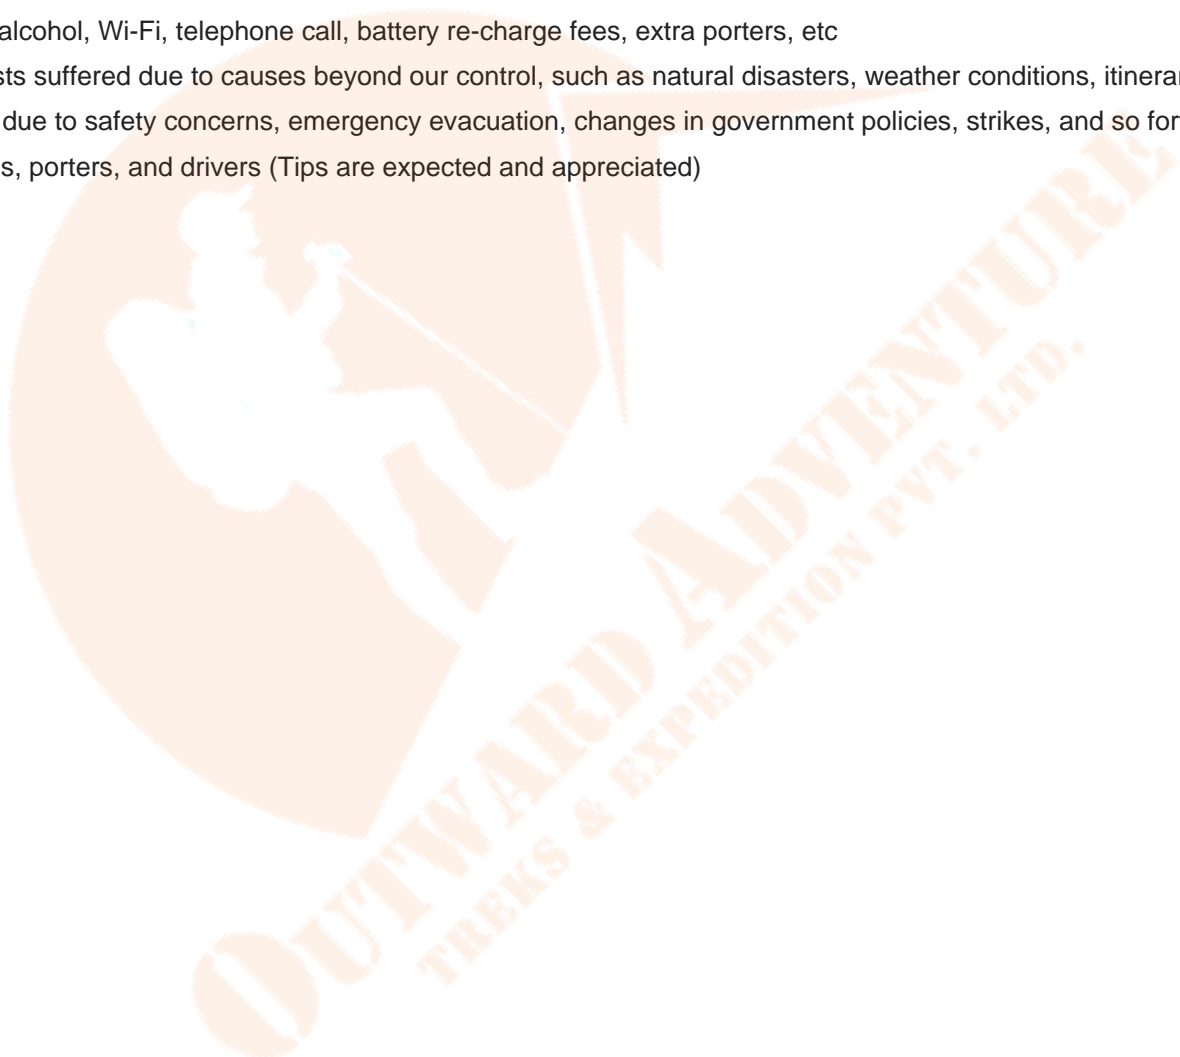 alcohol, Wi-Fi, telephone call, battery re-charge fees, extra porters, etc
sts suffered due to causes beyond our control, such as natural disasters, weather conditions, itinerar
due to safety concerns, emergency evacuation, changes in government policies, strikes, and so for
s, porters, and drivers (Tips are expected and appreciated)
OUTWARD ADVENTURE
TREKS & EXPEDITION PVT. LTD.